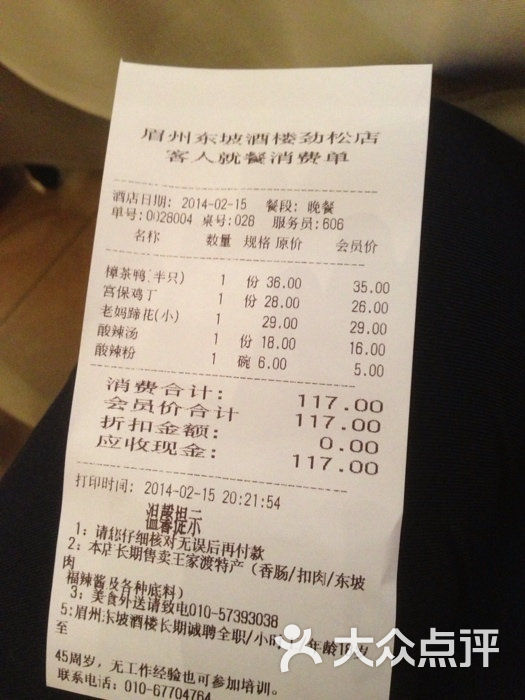 眉州东坡酒楼劲松店
客人就餐消费单
酒店日期: 2014-02-15 餐段: 晚餐
单号:0028004 桌号:028 服务员:606
名称 数量 规格 原价 会员价
樟茶鸭(半只) 1 份 36.00 35.00
宫保鸡丁 1 份 28.00 26.00
老妈蹄花(小) 1 29.00 29.00
酸辣汤 1 份 18.00 16.00
酸辣粉 1 碗 6.00 5.00
消费合计: 117.00
会员价合计 117.00
折扣金额: 0.00
应收现金: 117.00
打印时间: 2014-02-15 20:21:54
温馨提示
1: 请您仔细核对无误后再付款
2: 本店长期售卖王家渡特产（香肠/扣肉/东坡
肉
福辣酱及各种底料）
3; 美食外送请致电010-57393038
5:眉州东坡酒楼长期诚聘全职/小时 年龄18岁
至
45周岁，无工作经验也可参加培训。
联系电话: 010-67704764
大众点评